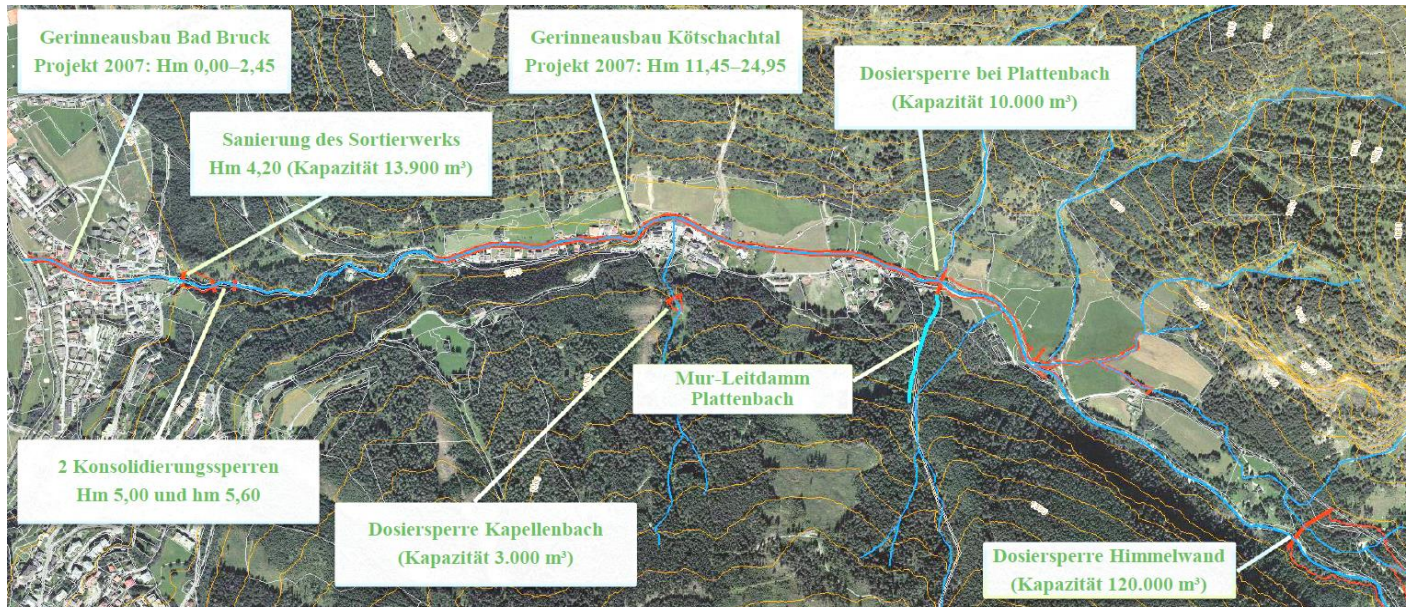 Gerinneausbau Bad Bruck
Projekt 2007: Hm 0,00–2,45
Gerinneausbau Kötschachtal
Projekt 2007: Hm 11,45–24,95
Dosiersperre bei Plattenbach
(Kapazität 10.000 m³)
Sanierung des Sortierwerks
Hm 4,20 (Kapazität 13.900 m³)
Mur-Leitdamm
Plattenbach
2 Konsolidierungssperren
Hm 5,00 und hm 5,60
Dosiersperre Kapellenbach
(Kapazität 3.000 m³)
Dosiersperre Himmelwand
(Kapazität 120.000 m³)